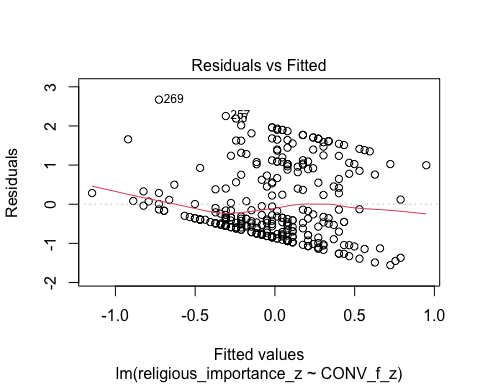 Residuals vs Fitted
Residuals
3
2
1
0
-1
-2
269
257
-1.0 -0.5 0.0 0.5 1.0
Fitted values
lm(religious_importance_z ~ CONV_f_z)